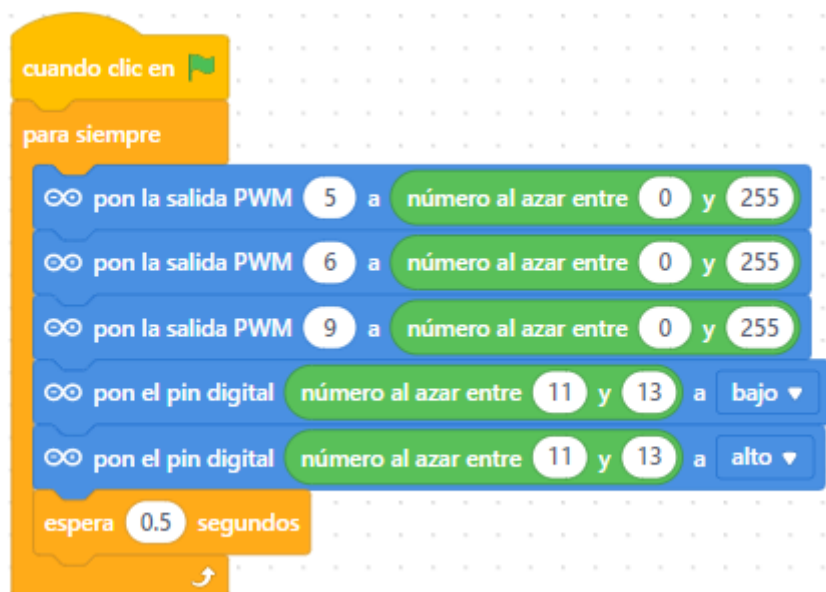 cuando clic en
para siempre
pon la salida PWM 5 a número al azar entre 0 y 255
pon la salida PWM 6 a número al azar entre 0 y 255
pon la salida PWM 9 a número al azar entre 0 y 255
pon el pin digital número al azar entre 11 y 13 a bajo
pon el pin digital número al azar entre 11 y 13 a alto
espera 0.5 segundos